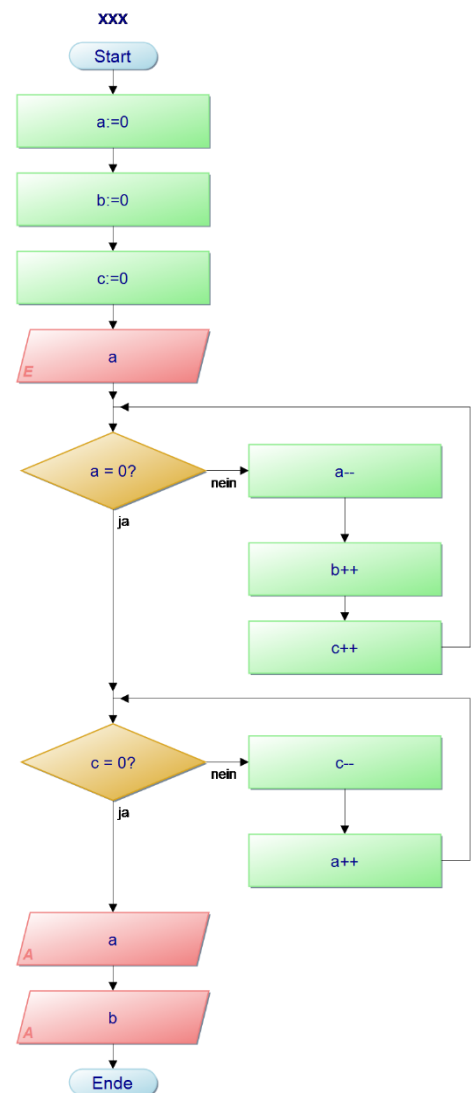 xxx
Start
a:=0
b:=0
c:=0
a
E
a = 0?
nein
a--
ja
b++
c++
c = 0?
nein
c--
ja
a++
a
A
b
A
Ende